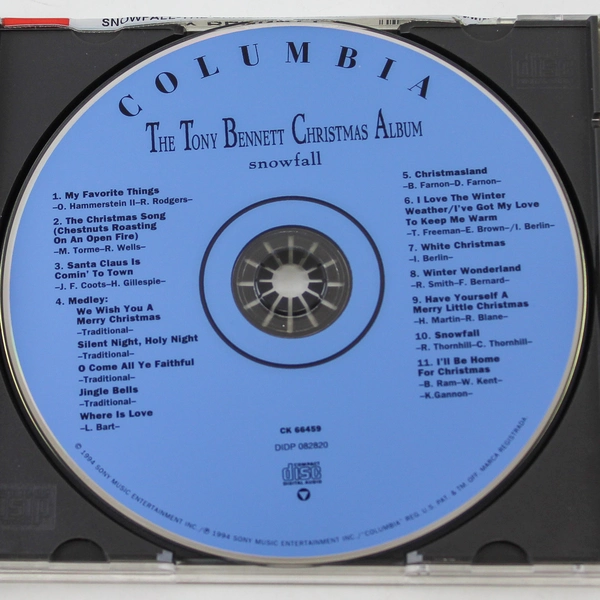 COLUMBIA
THE TONY BENNETT CHRISTMAS ALBUM
snowfall
1. My Favorite Things
–O. Hammerstein II–R. Rodgers–
2. The Christmas Song
(Chestnuts Roasting
On An Open Fire)
–M. Torme–R. Wells–
3. Santa Claus Is
Comin' To Town
–J. F. Coots–H. Gillespie–
4. Medley:
We Wish You A
Merry Christmas
–Traditional–
Silent Night, Holy Night
–Traditional–
O Come All Ye Faithful
–Traditional–
Jingle Bells
–Traditional–
Where Is Love
–L. Bart–
5. Christmasland
–B. Farnon–D. Farnon–
6. I Love The Winter
Weather/I've Got My Love
To Keep Me Warm
–T. Freeman–E. Brown–/I. Berlin–
7. White Christmas
–I. Berlin–
8. Winter Wonderland
–R. Smith–F. Bernard–
9. Have Yourself A
Merry Little Christmas
–H. Martin–R. Blane–
10. Snowfall
–R. Thornhill–C. Thornhill–
11. I'll Be Home
For Christmas
–B. Ram–W. Kent–
–K.Gannon–
CK 66459
DIDP 082820
COMPACT
disc
DIGITAL AUDIO
© 1994 SONY MUSIC ENTERTAINMENT INC./℗ 1994 SONY MUSIC ENTERTAINMENT INC./"COLUMBIA" REG. U.S. PAT. & TM. OFF. MARCA REGISTRADA